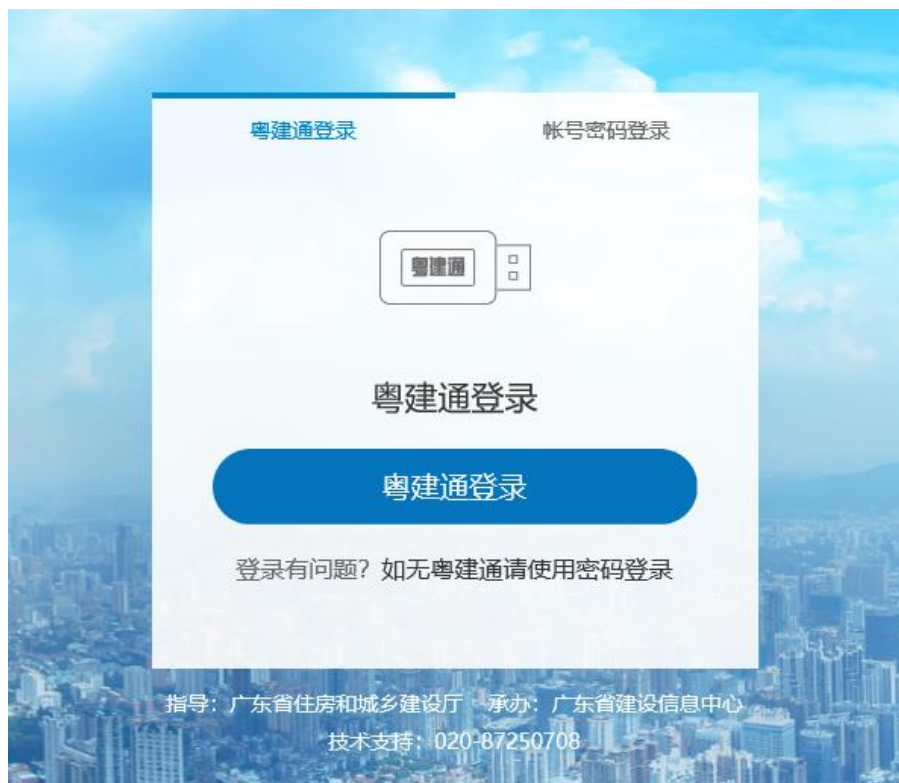 粤建通登录 帐号密码登录
粤建通
粤建通登录
粤建通登录
登录有问题？如无粤建通请使用密码登录
指导：广东省住房和城乡建设厅 承办：广东省建设信息中心
技术支持：020-87250708